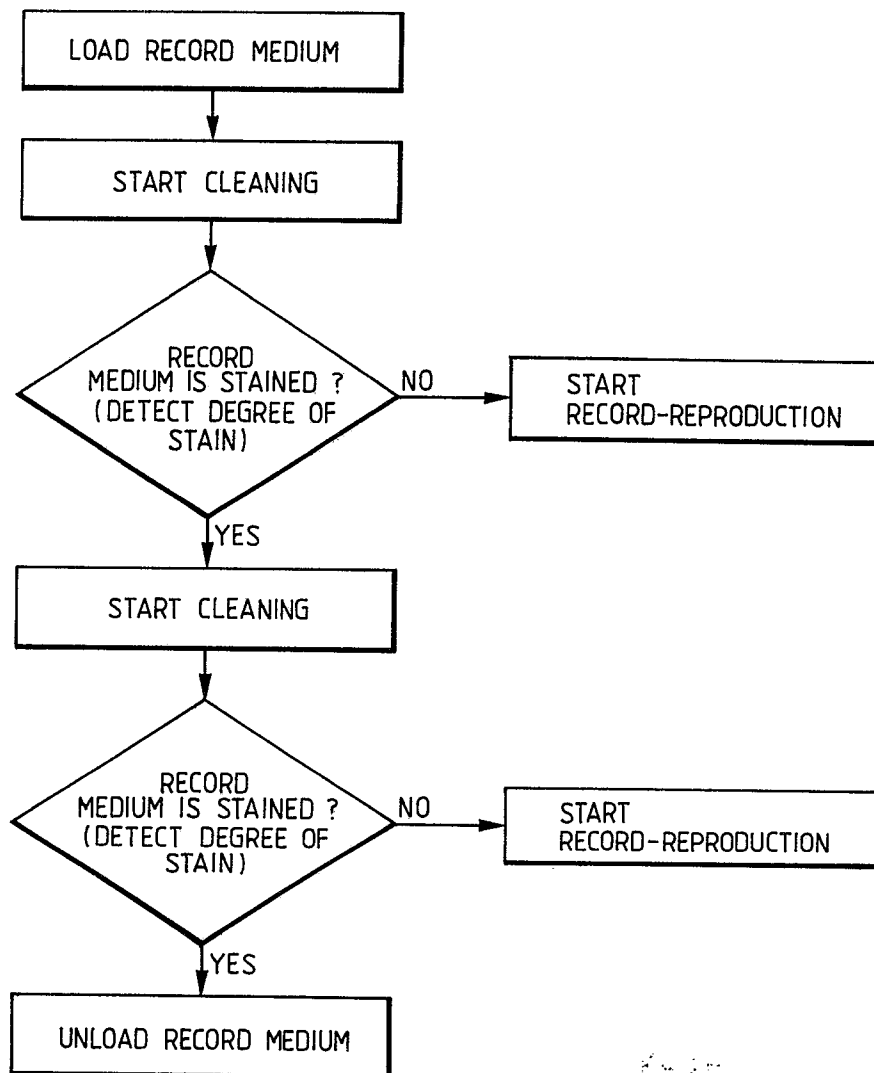 LOAD RECORD MEDIUM
START CLEANING
RECORD
MEDIUM IS STAINED ?
(DETECT DEGREE OF
STAIN)
NO
START
RECORD-REPRODUCTION
YES
START CLEANING
RECORD
MEDIUM IS STAINED ?
(DETECT DEGREE OF
STAIN)
NO
START
RECORD-REPRODUCTION
YES
UNLOAD RECORD MEDIUM